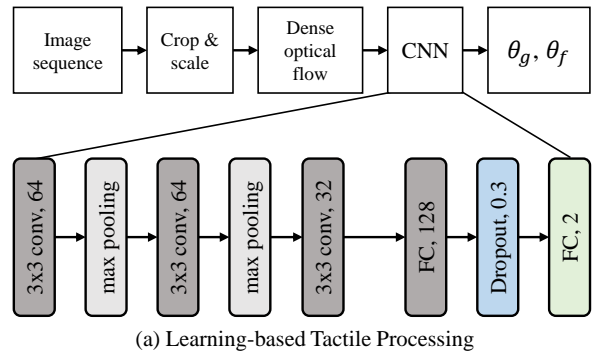 Image
sequence
Crop &
scale
Dense
optical
flow
CNN
θg, θf
3x3 conv, 64
max pooling
3x3 conv, 64
max pooling
3x3 conv, 32
FC, 128
Dropout, 0.3
FC, 2
(a) Learning-based Tactile Processing